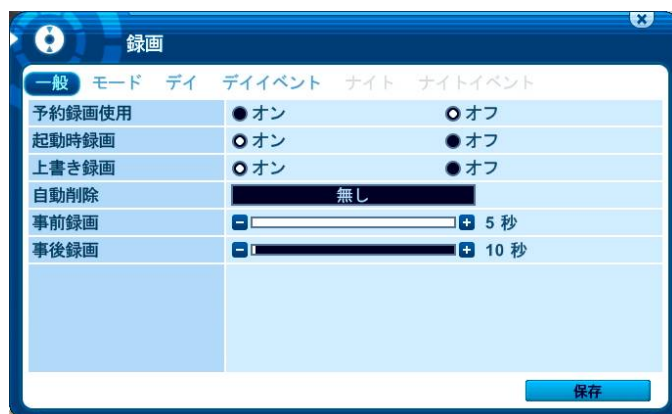 録画
一般 モード デイ デイイベント ナイト ナイトイベント
予約録画使用 オン オフ
起動時録画 オン オフ
上書き録画 オン オフ
自動削除 無し
事前録画 5 秒
事後録画 10 秒
保存